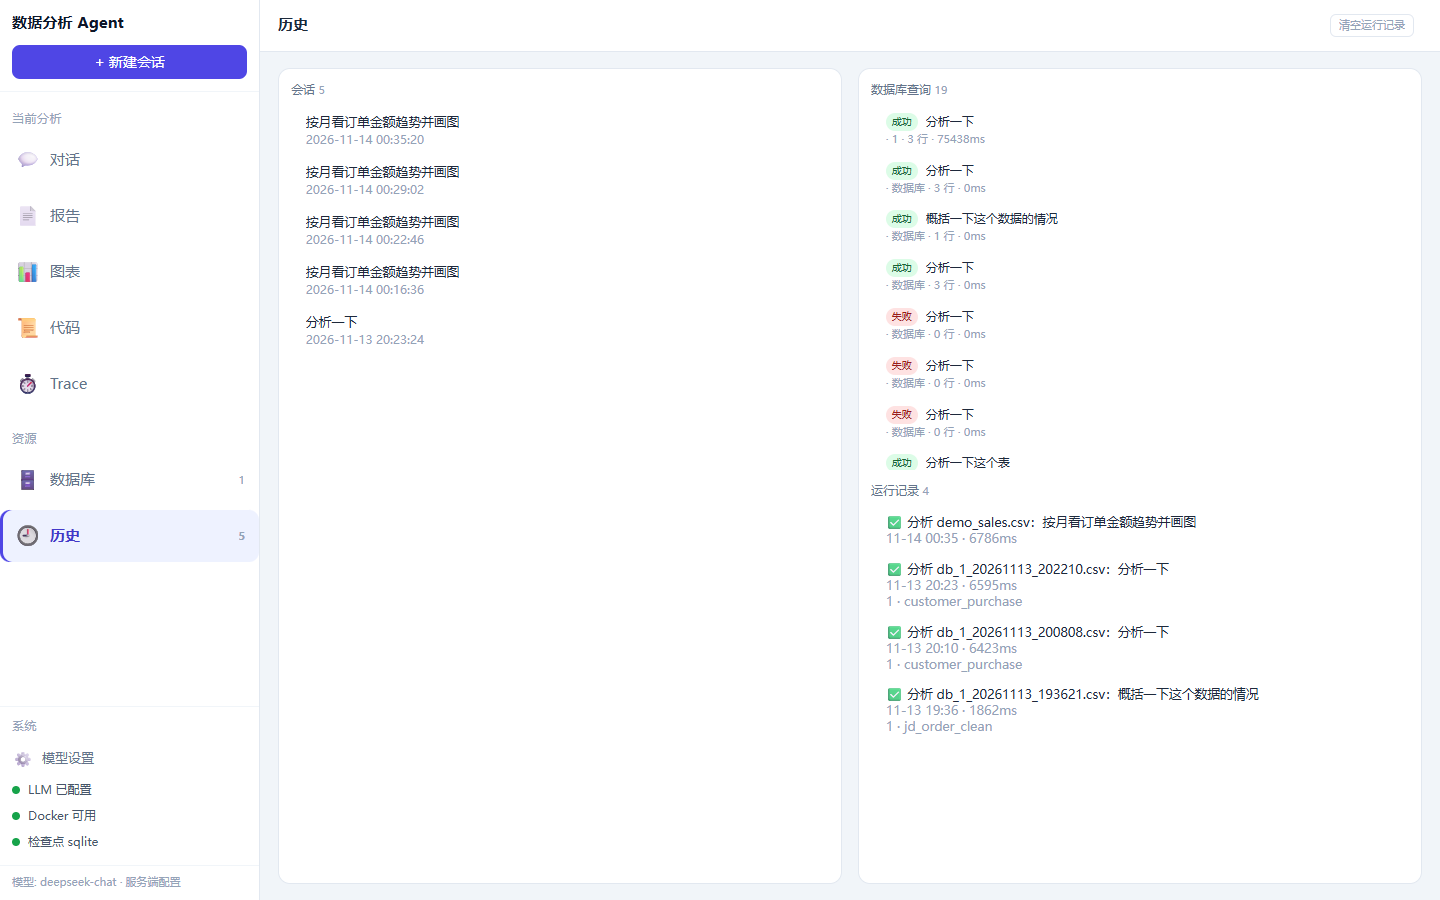 数据分析 Agent
+ 新建会话
当前分析
对话
报告
图表
代码
Trace
资源
数据库 1
历史 5
系统
模型设置
LLM 已配置
Docker 可用
检查点 sqlite
模型: deepseek-chat · 服务端配置
历史
清空运行记录
会话 5
按月看订单金额趋势并画图
2026-11-14 00:35:20
按月看订单金额趋势并画图
2026-11-14 00:29:02
按月看订单金额趋势并画图
2026-11-14 00:22:46
按月看订单金额趋势并画图
2026-11-14 00:16:36
分析一下
2026-11-13 20:23:24
数据库查询 19
成功 分析一下
· 1 · 3 行 · 75438ms
成功 分析一下
· 数据库 · 3 行 · 0ms
成功 概括一下这个数据的情况
· 数据库 · 1 行 · 0ms
成功 分析一下
· 数据库 · 3 行 · 0ms
失败 分析一下
· 数据库 · 0 行 · 0ms
失败 分析一下
· 数据库 · 0 行 · 0ms
失败 分析一下
· 数据库 · 0 行 · 0ms
成功 分析一下这个表
运行记录 4
✅ 分析 demo_sales.csv：按月看订单金额趋势并画图
11-14 00:35 · 6786ms
✅ 分析 db_1_20261113_202210.csv：分析一下
11-13 20:23 · 6595ms
1 · customer_purchase
✅ 分析 db_1_20261113_200808.csv：分析一下
11-13 20:10 · 6423ms
1 · customer_purchase
✅ 分析 db_1_20261113_193621.csv：概括一下这个数据的情况
11-13 19:36 · 1862ms
1 · jd_order_clean